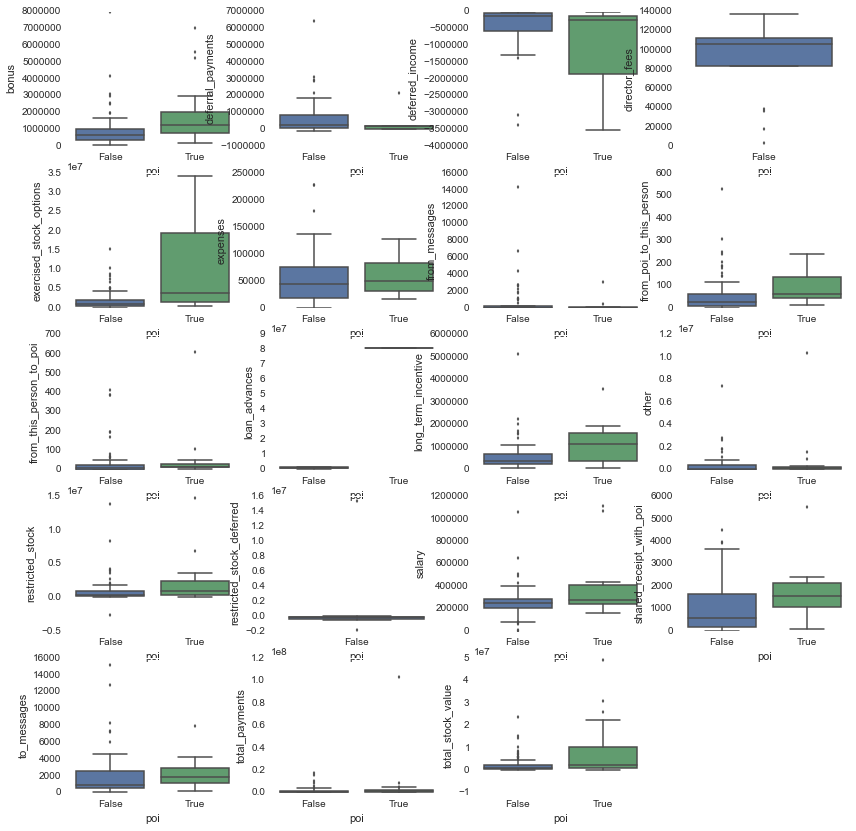 8000000
7000000
6000000
5000000
4000000
3000000
2000000
1000000
0
bonus
False True
poi
7000000
6000000
5000000
4000000
3000000
2000000
1000000
0
−1000000
deferral_payments
False True
poi
0
−500000
−1000000
−1500000
−2000000
−2500000
−3000000
−3500000
−4000000
deferred_income
False True
poi
140000
120000
100000
80000
60000
40000
20000
0
director_fees
False
poi
1e7
3.5
3.0
2.5
2.0
1.5
1.0
0.5
0.0
exercised_stock_options
False True
poi
250000
200000
150000
100000
50000
0
expenses
False True
poi
16000
14000
12000
10000
8000
6000
4000
2000
0
from_messages
False True
poi
600
500
400
300
200
100
0
from_poi_to_this_person
False True
poi
700
600
500
400
300
200
100
0
from_this_person_to_poi
False True
poi
1e7
9
8
7
6
5
4
3
2
1
0
loan_advances
False True
poi
6000000
5000000
4000000
3000000
2000000
1000000
0
long_term_incentive
False True
poi
1e7
1.2
1.0
0.8
0.6
0.4
0.2
0.0
other
False True
poi
1e7
1.5
1.0
0.5
0.0
−0.5
restricted_stock
False True
poi
1e7
1.6
1.4
1.2
1.0
0.8
0.6
0.4
0.2
0.0
−0.2
restricted_stock_deferred
False
poi
1200000
1000000
800000
600000
400000
200000
0
salary
False True
poi
6000
5000
4000
3000
2000
1000
0
shared_receipt_with_poi
False True
poi
16000
14000
12000
10000
8000
6000
4000
2000
0
to_messages
False True
poi
1e8
1.2
1.0
0.8
0.6
0.4
0.2
0.0
total_payments
False True
poi
1e7
5
4
3
2
1
0
−1
total_stock_value
False True
poi